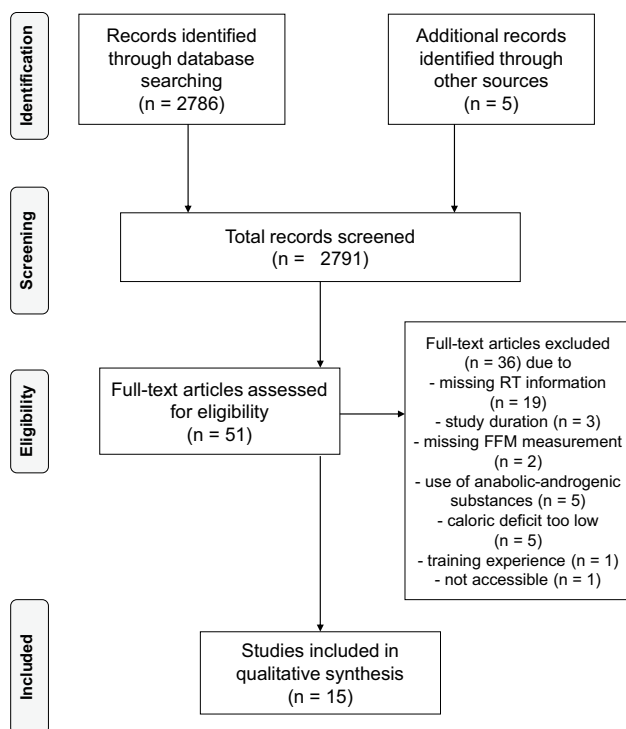 Identification
Records identified
through database
searching
(n = 2786)
Additional records
identified through
other sources
(n = 5)
Screening
Total records screened
(n = 2791)
Eligibility
Full-text articles assessed
for eligibility
(n = 51)
Full-text articles excluded
(n = 36) due to
- missing RT information
(n = 19)
- study duration (n = 3)
- missing FFM measurement
(n = 2)
- use of anabolic-androgenic
substances (n = 5)
- caloric deficit too low
(n = 5)
- training experience (n = 1)
- not accessible (n = 1)
Included
Studies included in
qualitative synthesis
(n = 15)